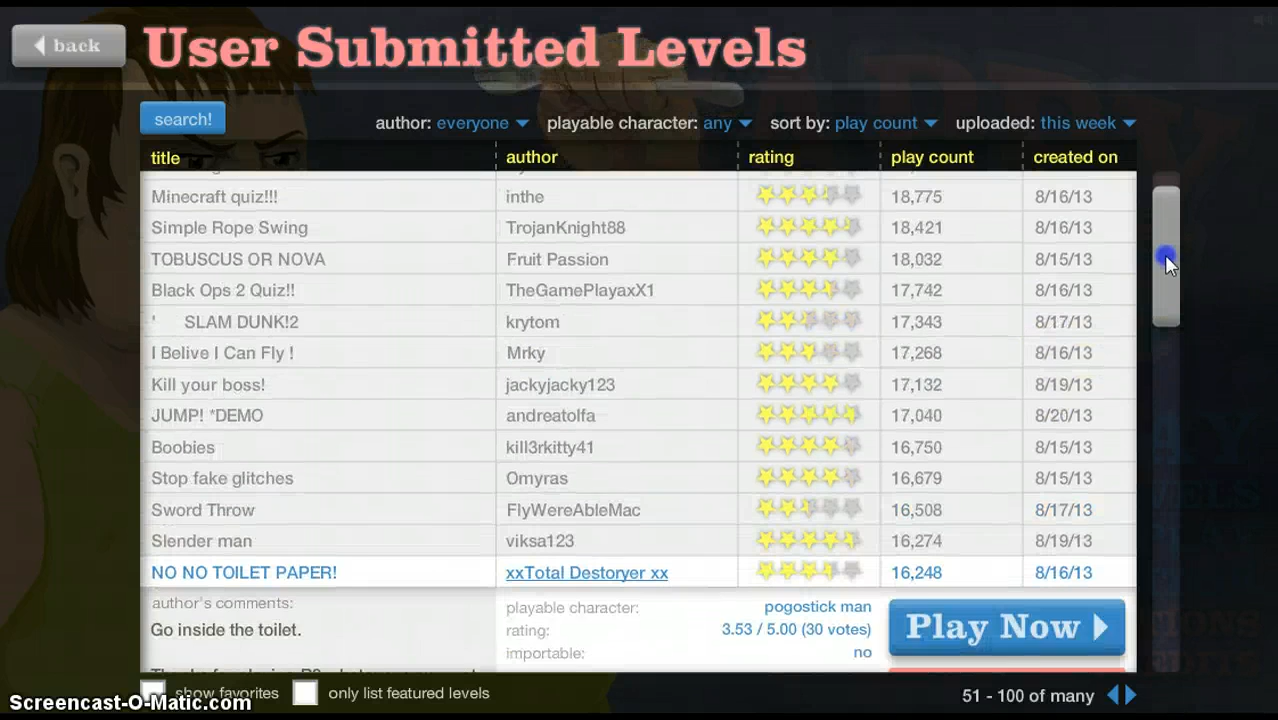 back
User Submitted Levels
search!
author: everyone playable character: any sort by: play count uploaded: this week
title author rating play count created on
Minecraft quiz!!! inthe 18,775 8/16/13
Simple Rope Swing TrojanKnight88 18,421 8/16/13
TOBUSCUS OR NOVA Fruit Passion 18,032 8/15/13
Black Ops 2 Quiz!! TheGamePlayaxX1 17,742 8/16/13
' SLAM DUNK!2 krytom 17,343 8/17/13
I Belive I Can Fly ! Mrky 17,268 8/16/13
Kill your boss! jackyjacky123 17,132 8/19/13
JUMP! *DEMO andreatolfa 17,040 8/20/13
Boobies kill3rkitty41 16,750 8/15/13
Stop fake glitches Omyras 16,679 8/15/13
Sword Throw FlyWereAbleMac 16,508 8/17/13
Slender man viksa123 16,274 8/19/13
NO NO TOILET PAPER! xxTotal Destoryer xx 16,248 8/16/13
author's comments:
Go inside the toilet.
playable character: pogostick man
rating: 3.53 / 5.00 (30 votes)
importable: no
Play Now
show favorites only list featured levels 51 - 100 of many
Screencast-O-Matic.com